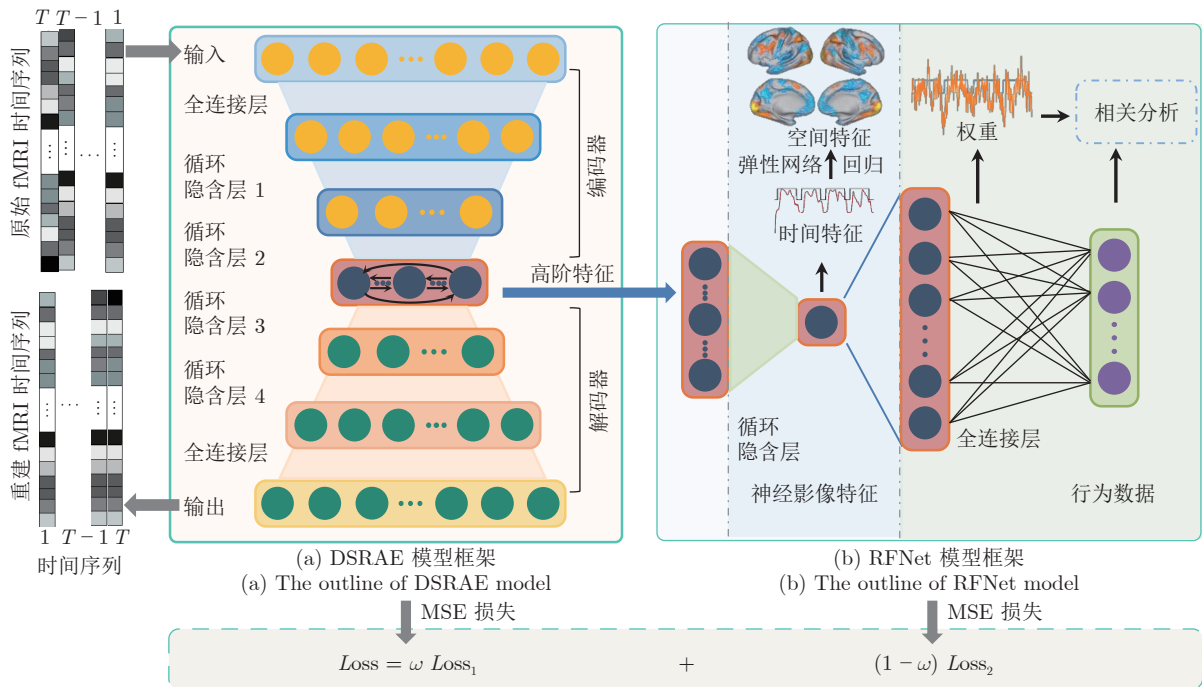 T T − 1 1
原始 fMRI 时间序列
重建 fMRI 时间序列
1 T − 1 T
时间序列
输入
全连接层
循环
隐含层 1
循环
隐含层 2
循环
隐含层 3
循环
隐含层 4
全连接层
输出
编码器
解码器
高阶特征
空间特征
弹性网络 回归
时间特征
权重
相关分析
循环
隐含层
神经影像特征
全连接层
行为数据
(a) DSRAE 模型框架
(a) The outline of DSRAE model
(b) RFNet 模型框架
(b) The outline of RFNet model
MSE 损失
MSE 损失
Loss = ω Loss₁ + (1 − ω) Loss₂